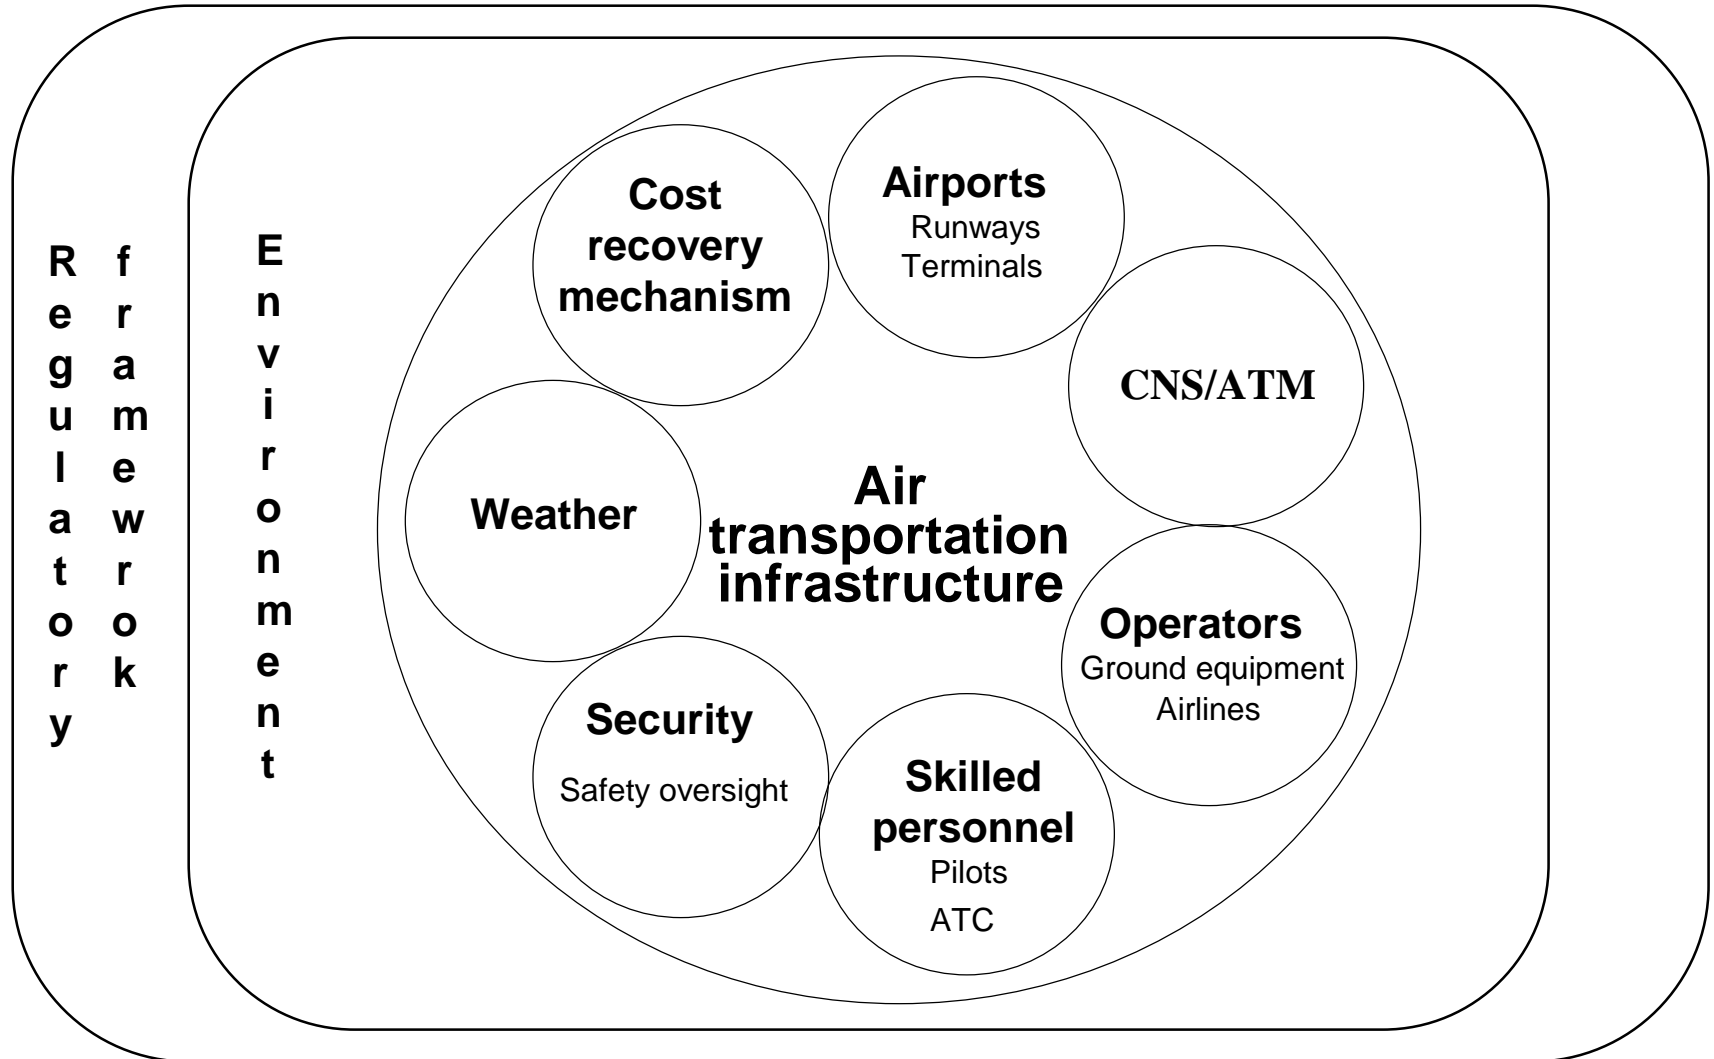 Regulatory
framewrok
Environment
Cost
recovery
mechanism
Airports
Runways
Terminals
CNS/ATM
Weather
Air
transportation
infrastructure
Operators
Ground equipment
Airlines
Security
Safety oversight
Skilled
personnel
Pilots
ATC